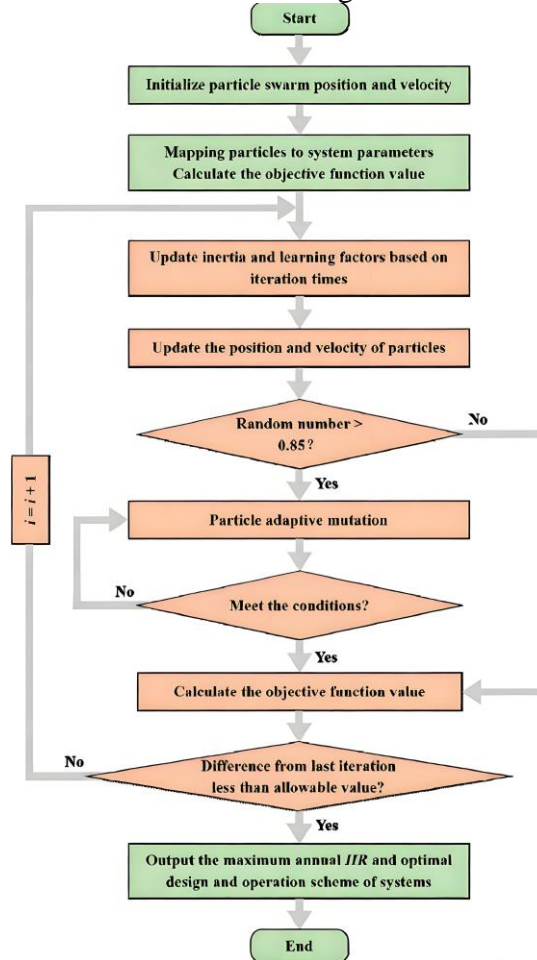 Start
Initialize particle swarm position and velocity
Mapping particles to system parameters
Calculate the objective function value
Update inertia and learning factors based on
iteration times
Update the position and velocity of particles
Random number >
0.85?
No
Yes
i = i + 1
Particle adaptive mutation
No
Meet the conditions?
Yes
Calculate the objective function value
No
Difference from last iteration
less than allowable value?
Yes
Output the maximum annual IIR and optimal
design and operation scheme of systems
End